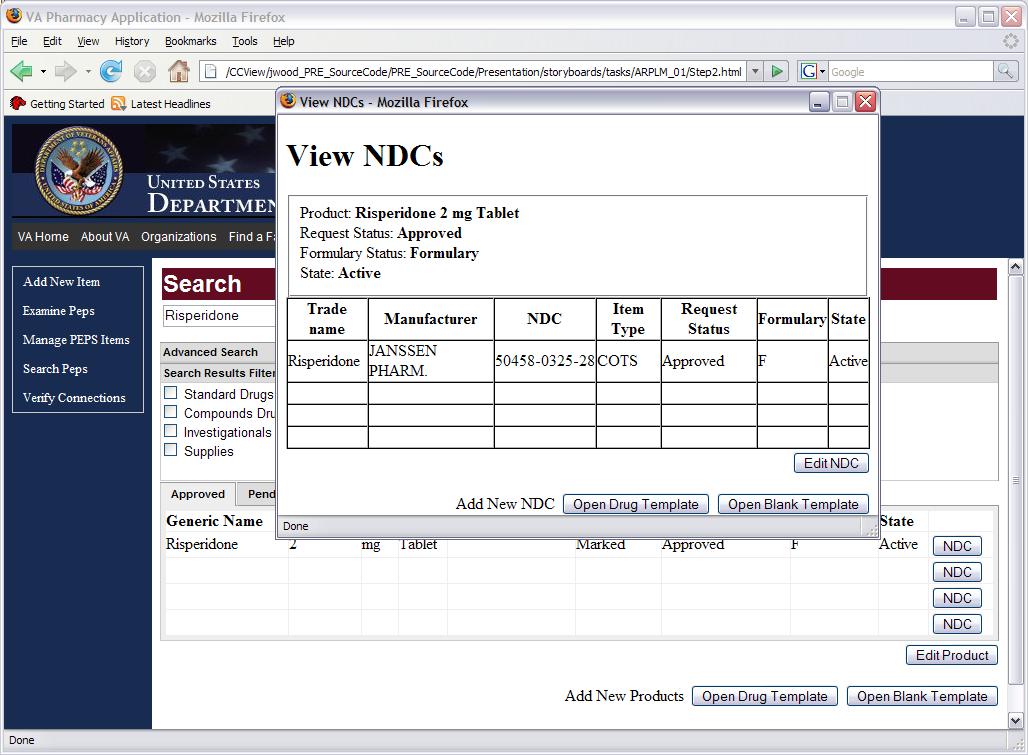 VA Pharmacy Application - Mozilla Firefox
File Edit View History Bookmarks Tools Help
/CCView/jwood_PRE_SourceCode/PRE_SourceCode/Presentation/storyboards/tasks/ARPLM_01/Step2.html
G Google
Getting Started Latest Headlines
View NDCs - Mozilla Firefox
View NDCs
Product: Risperidone 2 mg Tablet
Request Status: Approved
Formulary Status: Formulary
State: Active
Trade name Manufacturer NDC Item Type Request Status Formulary State
Risperidone JANSSEN PHARM. 50458-0325-28 COTS Approved F Active
Edit NDC
Add New NDC Open Drug Template Open Blank Template
Done
UNITED STATES
DEPARTMEN
VA Home About VA Organizations Find a Fa
Add New Item
Examine Peps
Manage PEPS Items
Search Peps
Verify Connections
Search
Risperidone
Advanced Search
Search Results Filter
Standard Drugs
Compounds Dru
Investigationals
Supplies
Approved Pend
Generic Name State
Risperidone 2 mg Tablet Marked Approved F Active NDC
NDC
NDC
NDC
Edit Product
Add New Products Open Drug Template Open Blank Template
Done